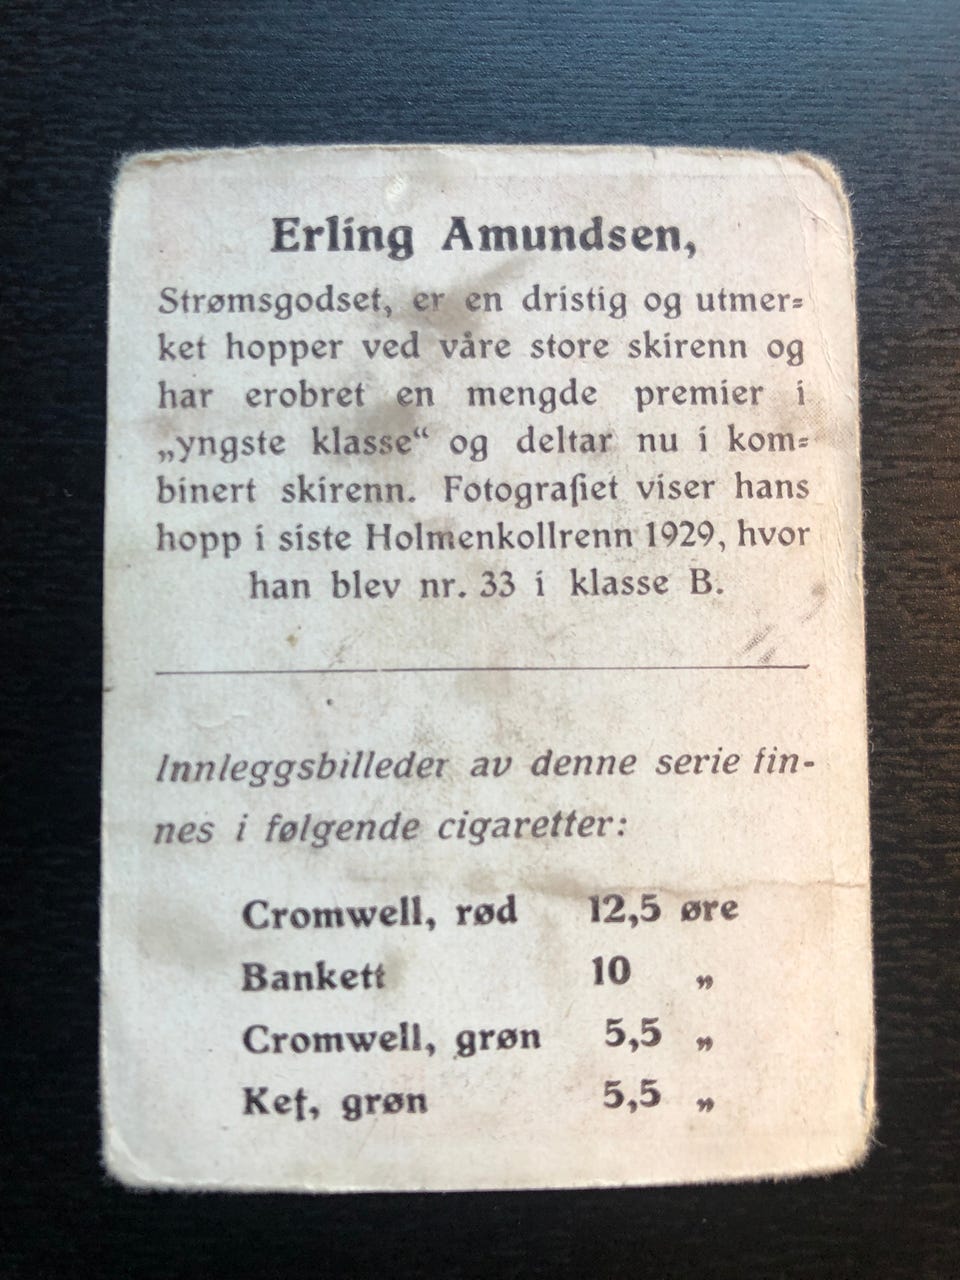 Erling Amundsen,
Strømsgodset, er en dristig og utmer=
ket hopper ved våre store skirenn og
har erobret en mengde premier i
„yngste klasse“ og deltar nu i kom=
binert skirenn. Fotografiet viser hans
hopp i siste Holmenkollrenn 1929, hvor
han blev nr. 33 i klasse B.
Innleggsbilleder av denne serie fin-
nes i følgende cigaretter:
Cromwell, rød 12,5 øre
Bankett 10 „
Cromwell, grøn 5,5 „
Kef, grøn 5,5 „